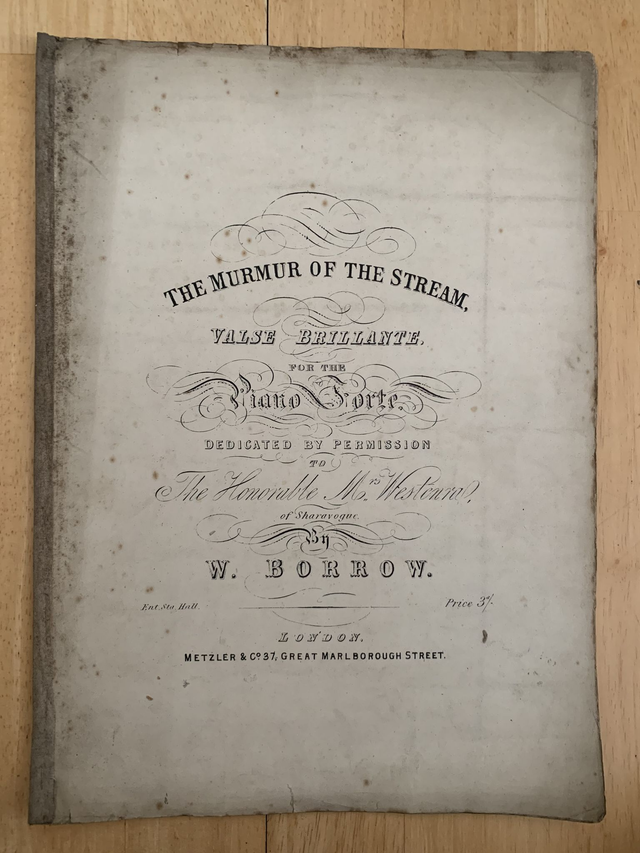 THE MURMUR OF THE STREAM,
VALSE BRILLANTE.
FOR THE
Piano Forte,
DEDICATED BY PERMISSION
TO
The Honorable Mrs. Westenra,
of Sharavogue.
By
W. BORROW.
Ent. Sta. Hall. Price 3/-
LONDON,
METZLER & Co. 37, GREAT MARLBOROUGH STREET.